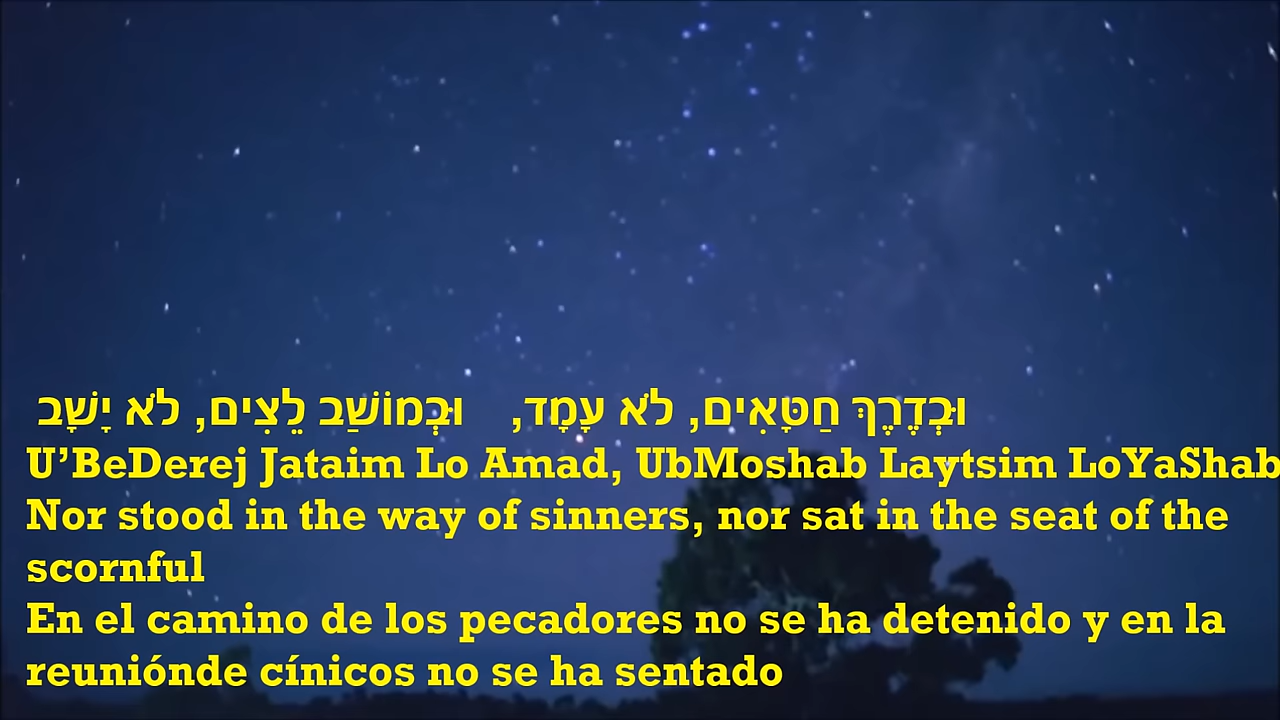 וּבְדֶרֶךְ חַטָּאִים, לֹא עָמָד, וּבְמוֹשַׁב לֵצִים, לֹא יָשָׁב
U’BeDerej Jataim Lo Amad, UbMoshab Laytsim LoYaShab
Nor stood in the way of sinners, nor sat in the seat of the
scornful
En el camino de los pecadores no se ha detenido y en la
reuniónde cínicos no se ha sentado